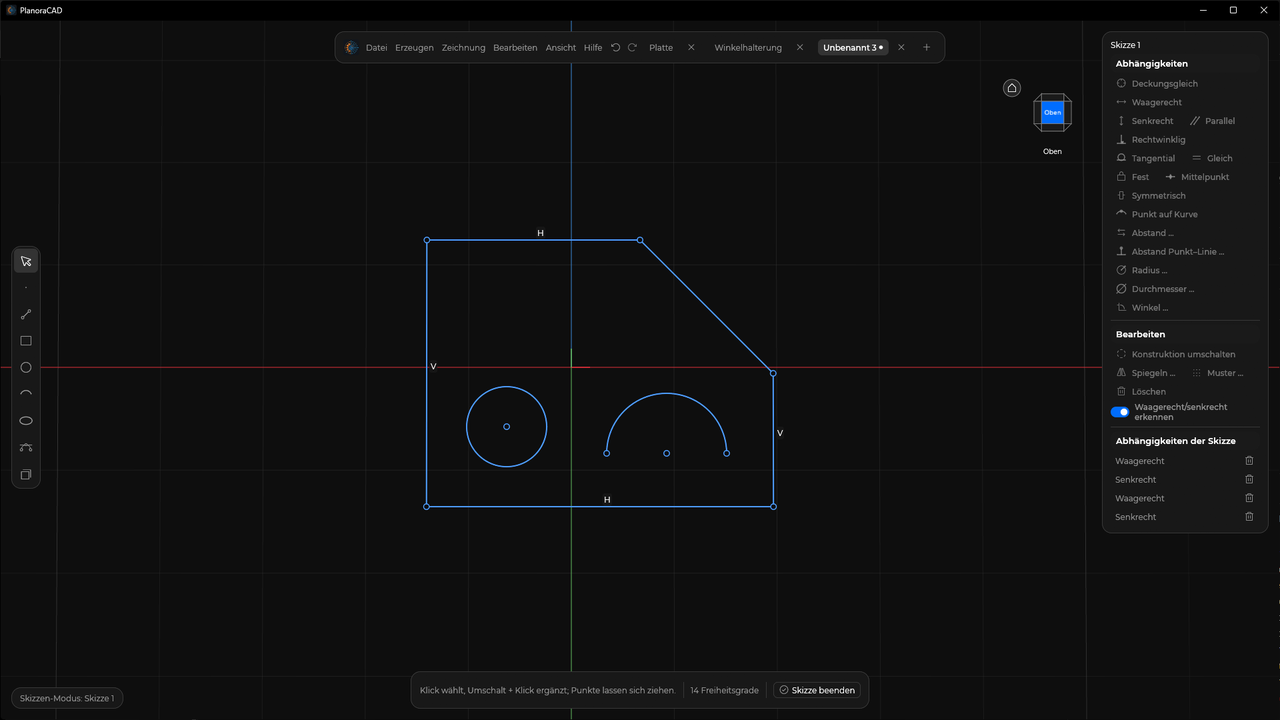 PlanoraCAD
Datei Erzeugen Zeichnung Bearbeiten Ansicht Hilfe Platte Winkelhalterung Unbenannt 3
Skizze 1
Abhängigkeiten
Deckungsgleich
Waagerecht
Senkrecht Parallel
Rechtwinklig
Tangential Gleich
Fest Mittelpunkt
Symmetrisch
Punkt auf Kurve
Abstand ...
Abstand Punkt–Linie ...
Radius ...
Durchmesser ...
Winkel ...
Bearbeiten
Konstruktion umschalten
Spiegeln ... Muster ...
Löschen
Waagerecht/senkrecht
erkennen
Abhängigkeiten der Skizze
Waagerecht
Senkrecht
Waagerecht
Senkrecht
Oben
Oben
H
V
V
H
Klick wählt, Umschalt + Klick ergänzt; Punkte lassen sich ziehen. 14 Freiheitsgrade Skizze beenden
Skizzen-Modus: Skizze 1